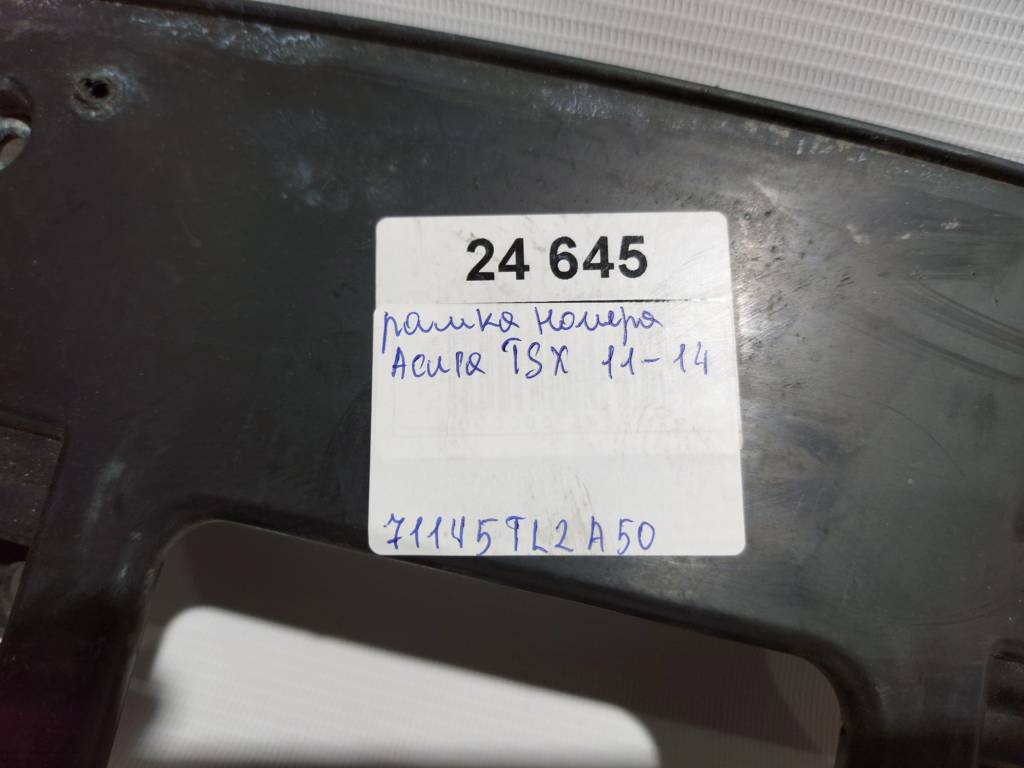 24 645
рамка номера
Acura TSX 11-14
71145TL2A50